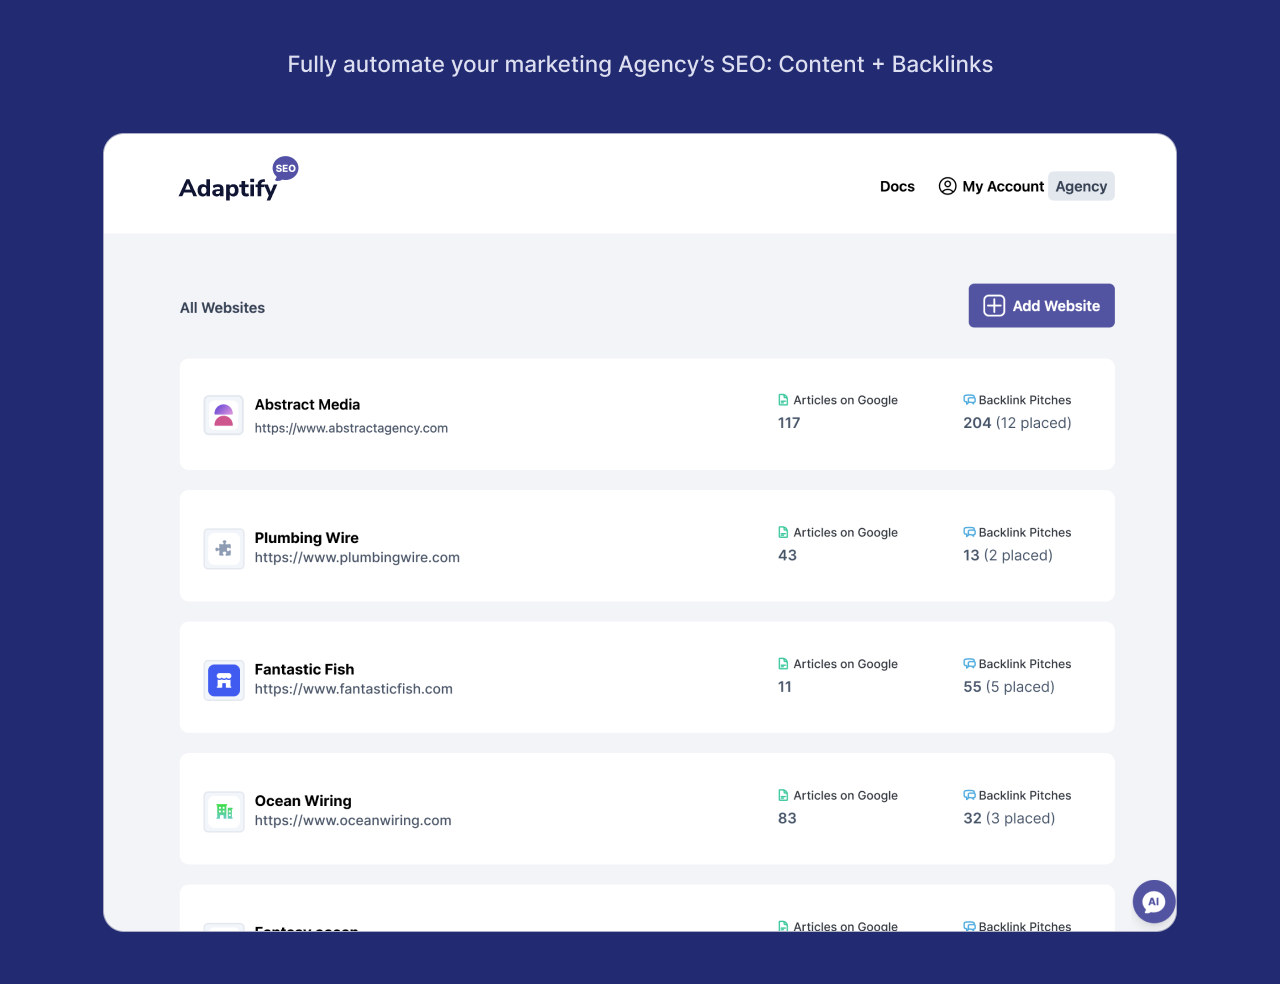 Fully automate your marketing Agency’s SEO: Content + Backlinks
Adaptify SEO
Docs My Account Agency
All Websites
Add Website
Abstract Media
https://www.abstractagency.com
Articles on Google
117
Backlink Pitches
204 (12 placed)
Plumbing Wire
https://www.plumbingwire.com
Articles on Google
43
Backlink Pitches
13 (2 placed)
Fantastic Fish
https://www.fantasticfish.com
Articles on Google
11
Backlink Pitches
55 (5 placed)
Ocean Wiring
https://www.oceanwiring.com
Articles on Google
83
Backlink Pitches
32 (3 placed)
Fantasy ocean
Articles on Google
Backlink Pitches
AI